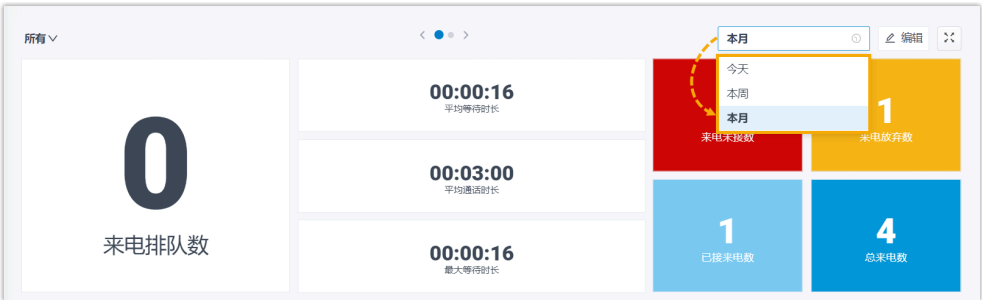 所有
本月
编辑
今天
本周
本月
0
来电排队数
00:00:16
平均等待时长
00:03:00
平均通话时长
00:00:16
最大等待时长
来电未接数
1
来电放弃数
1
已接来电数
4
总来电数